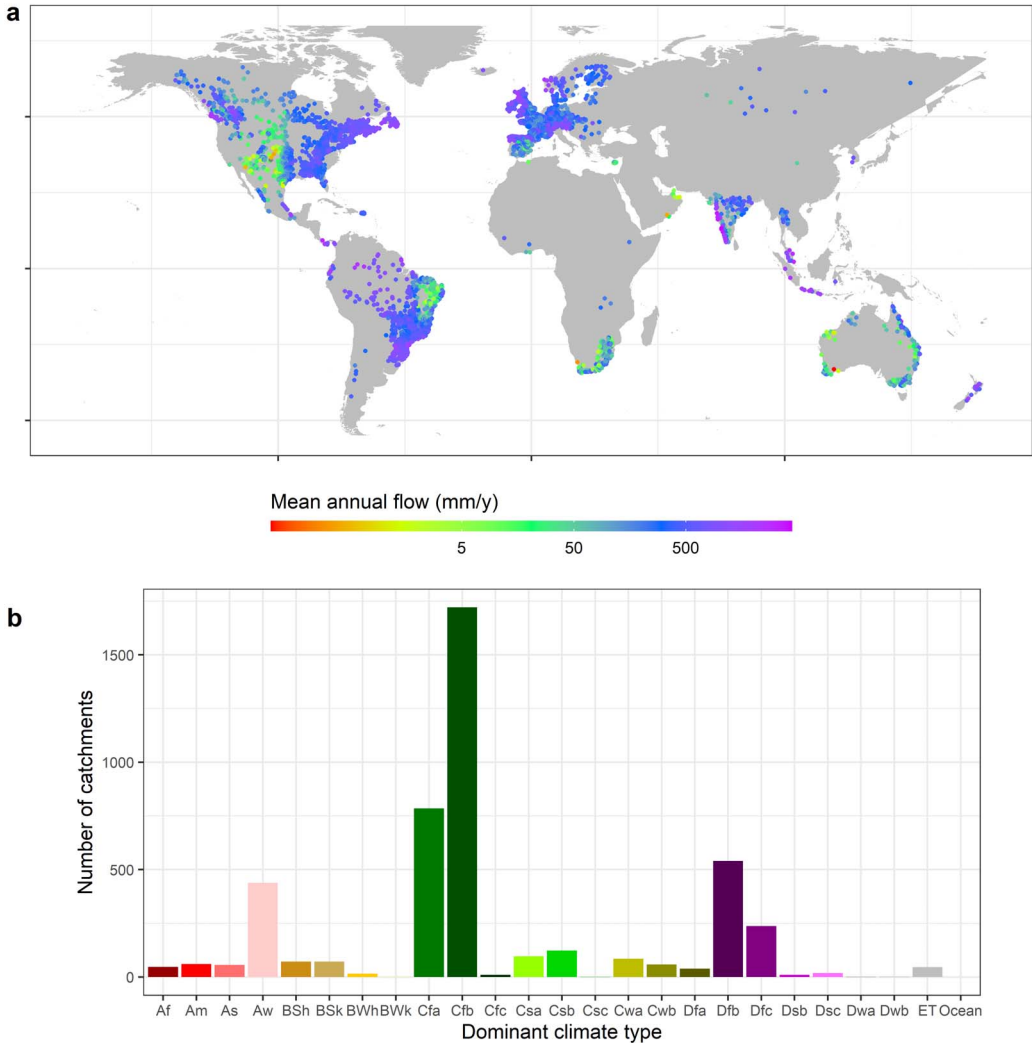 a
Mean annual flow (mm/y)
5 50 500
b
Number of catchments
1500
1000
500
0
Af Am As Aw BSh BSk BWh BWk Cfa Cfb Cfc Csa Csb Csc Cwa Cwb Dfa Dfb Dfc Dsb Dsc Dwa Dwb ET Ocean
Dominant climate type